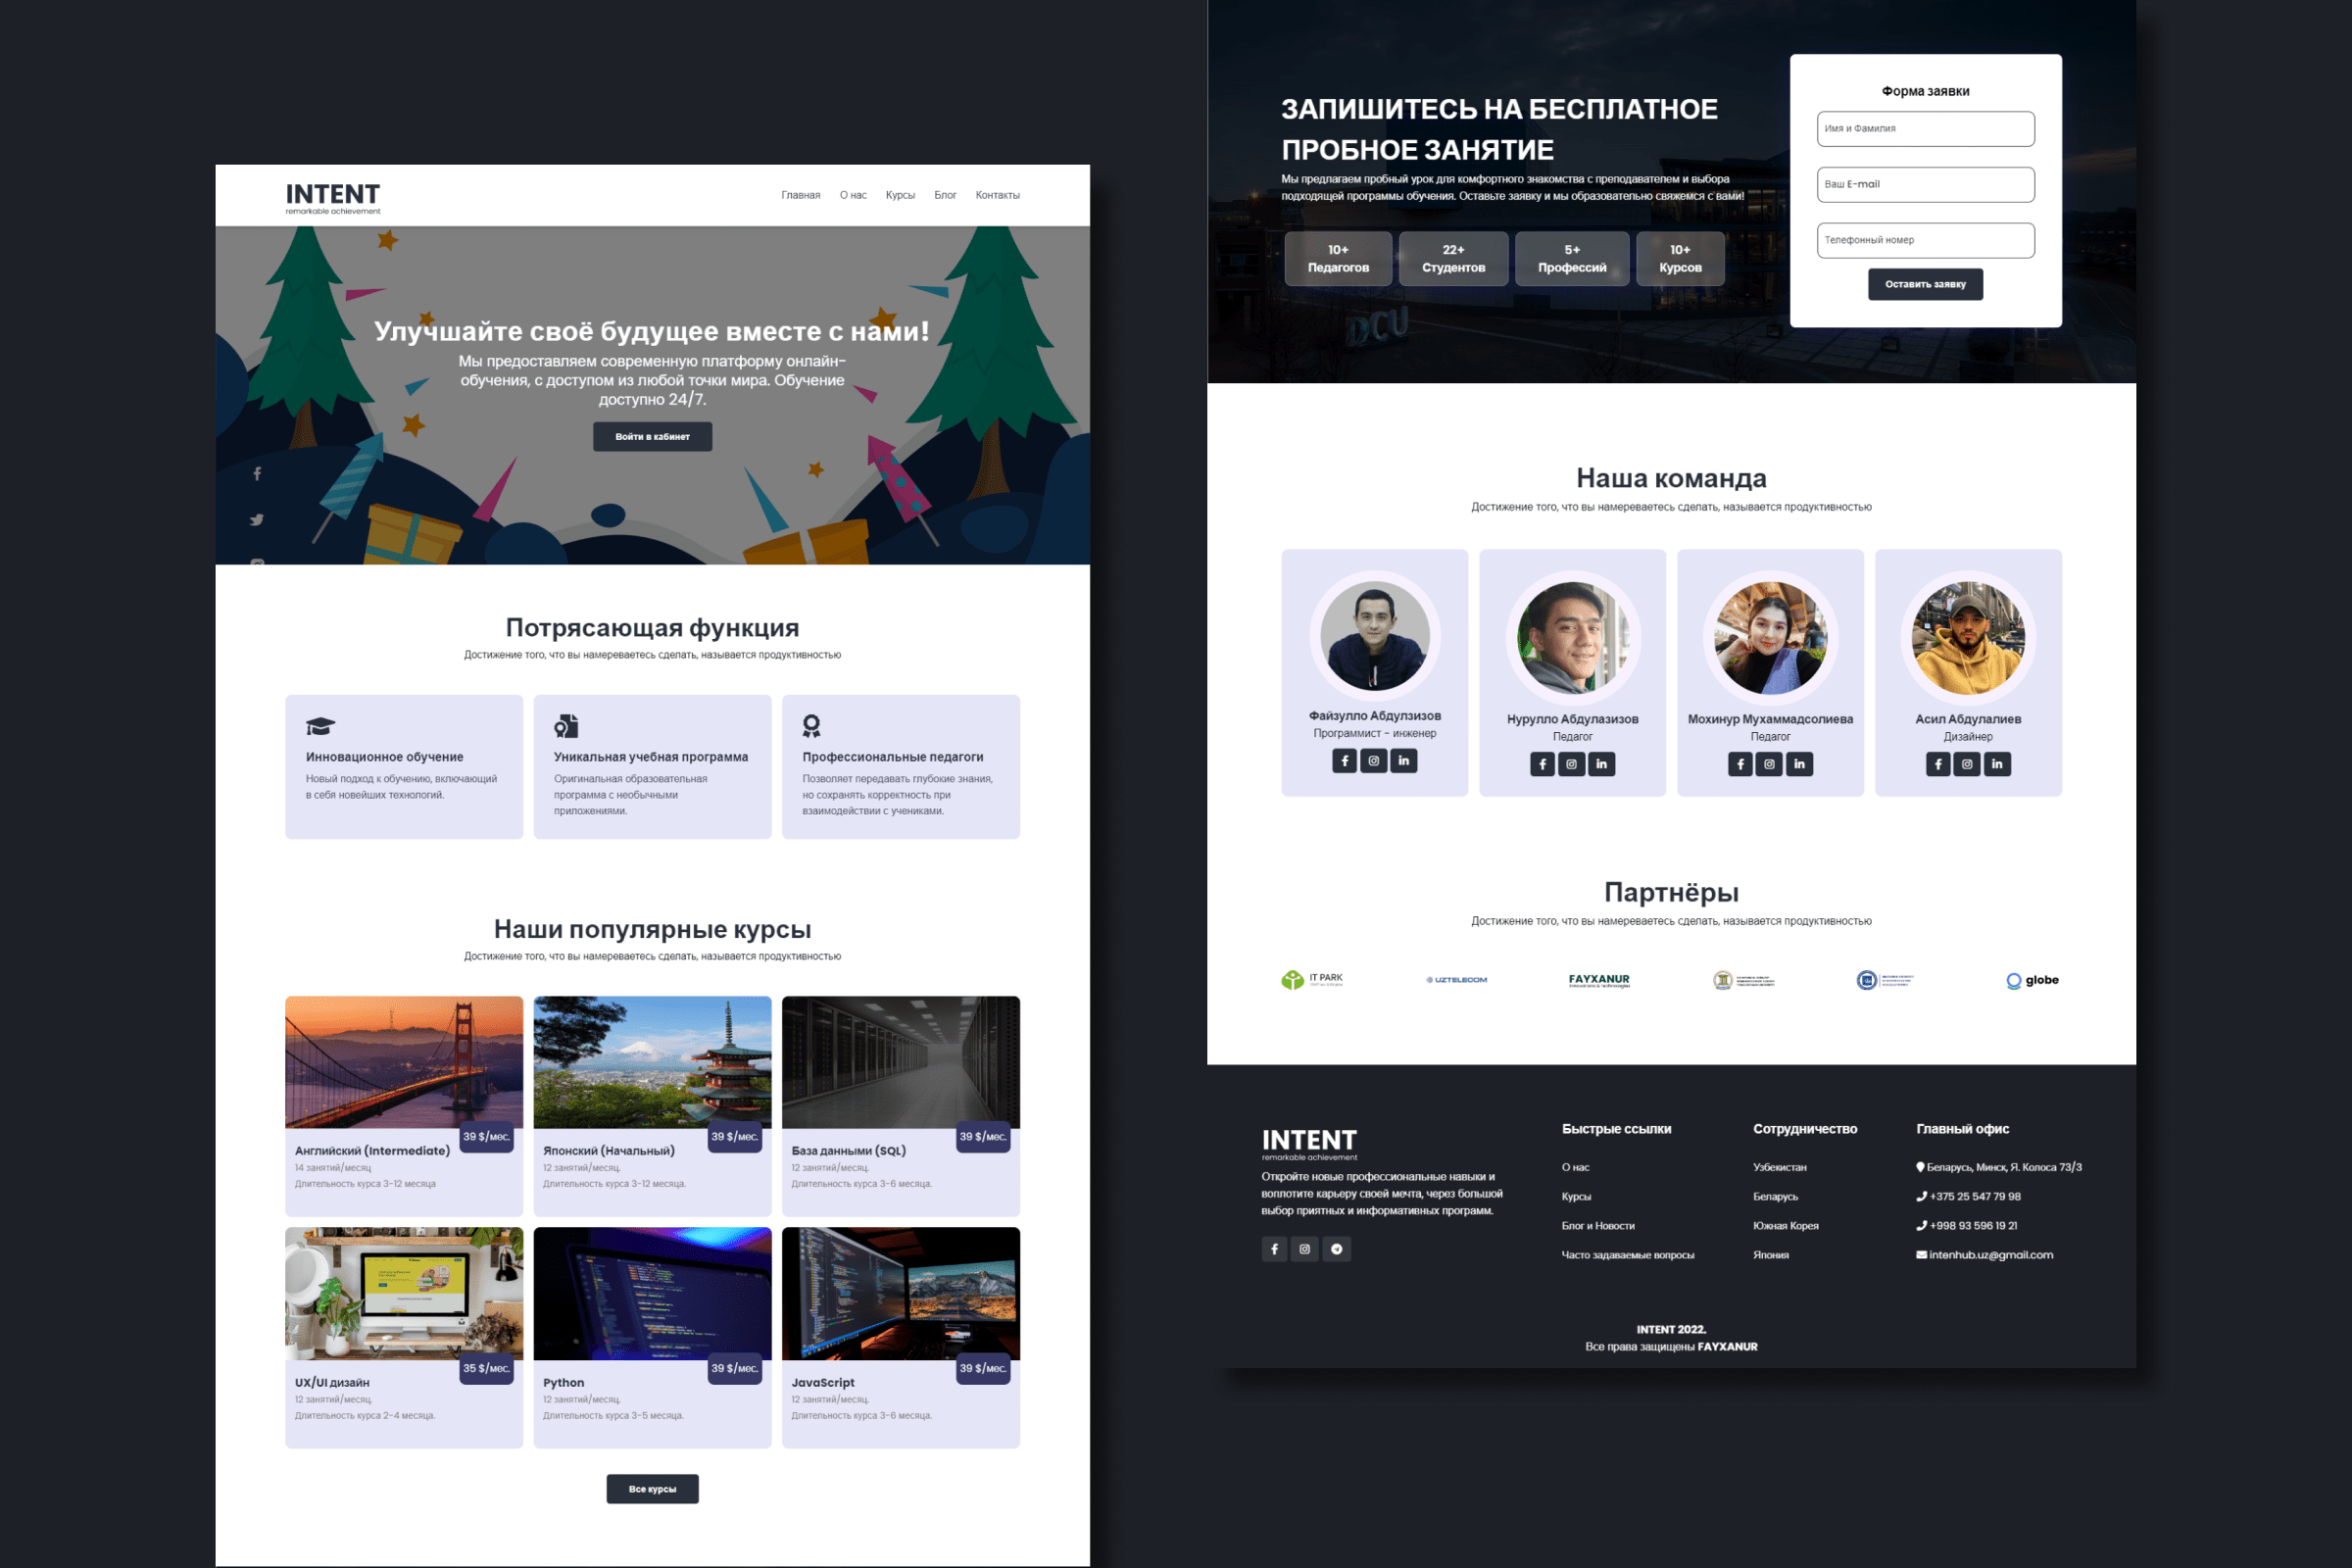 INTENT
remarkable achievement
Главная
О нас
Курсы
Блог
Контакты
Улучшайте своё будущее вместе с нами!
Мы предоставляем современную платформу онлайн-
обучения, с доступом из любой точки мира. Обучение
доступно 24/7.
Войти в кабинет
Потрясающая функция
Достижение того, что вы намереваетесь сделать, называется продуктивностью
Инновационное обучение
Новый подход к обучению, включающий
в себя новейших технологий.
Уникальная учебная программа
Оригинальная образовательная
программа с необычными
приложениями.
Профессиональные педагоги
Позволяет передавать глубокие знания,
но сохранять корректность при
взаимодействии с учениками.
Наши популярные курсы
Достижение того, что вы намереваетесь сделать, называется продуктивностью
39 $/мес.
Английский (Intermediate)
14 занятий/месяц
Длительность курса 3-12 месяца
39 $/мес.
Японский (Начальный)
12 занятий/месяц.
Длительность курса 3-12 месяца.
39 $/мес.
База данными (SQL)
12 занятий/месяц.
Длительность курса 3-6 месяца.
35 $/мес.
UX/UI дизайн
12 занятий/месяц.
Длительность курса 2-4 месяца.
39 $/мес.
Python
12 занятий/месяц.
Длительность курса 3-5 месяца.
39 $/мес.
JavaScript
12 занятий/месяц.
Длительность курса 3-6 месяца.
Все курсы
ЗАПИШИТЕСЬ НА БЕСПЛАТНОЕ
ПРОБНОЕ ЗАНЯТИЕ
Мы предлагаем пробный урок для комфортного знакомства с преподавателем и выбора
подходящей программы обучения. Оставьте заявку и мы образовательно свяжемся с вами!
10+
Педагогов
22+
Студентов
5+
Профессий
10+
Курсов
DCU
Форма заявки
Имя и Фамилия
Ваш E-mail
Телефонный номер
Оставить заявку
Наша команда
Достижение того, что вы намереваетесь сделать, называется продуктивностью
Файзулло Абдулзизов
Программист - инженер
Нурулло Абдулазизов
Педагог
Мохинур Мухаммадсолиева
Педагог
Асил Абдулалиев
Дизайнер
Партнёры
Достижение того, что вы намереваетесь сделать, называется продуктивностью
IT PARK
UZTELECOM
FAYXANUR
Innovations & Technologies
globe
INTENT
remarkable achievement
Откройте новые профессиональные навыки и
воплотите карьеру своей мечта, через большой
выбор приятных и информативных программ.
Быстрые ссылки
О нас
Курсы
Блог и Новости
Часто задаваемые вопросы
Сотрудничество
Узбекистан
Беларусь
Южная Корея
Япония
Главный офис
Беларусь, Минск, Я. Колоса 73/3
+375 25 547 79 98
+998 93 596 19 21
intenhub.uz@gmail.com
INTENT 2022.
Все права защищены FAYXANUR